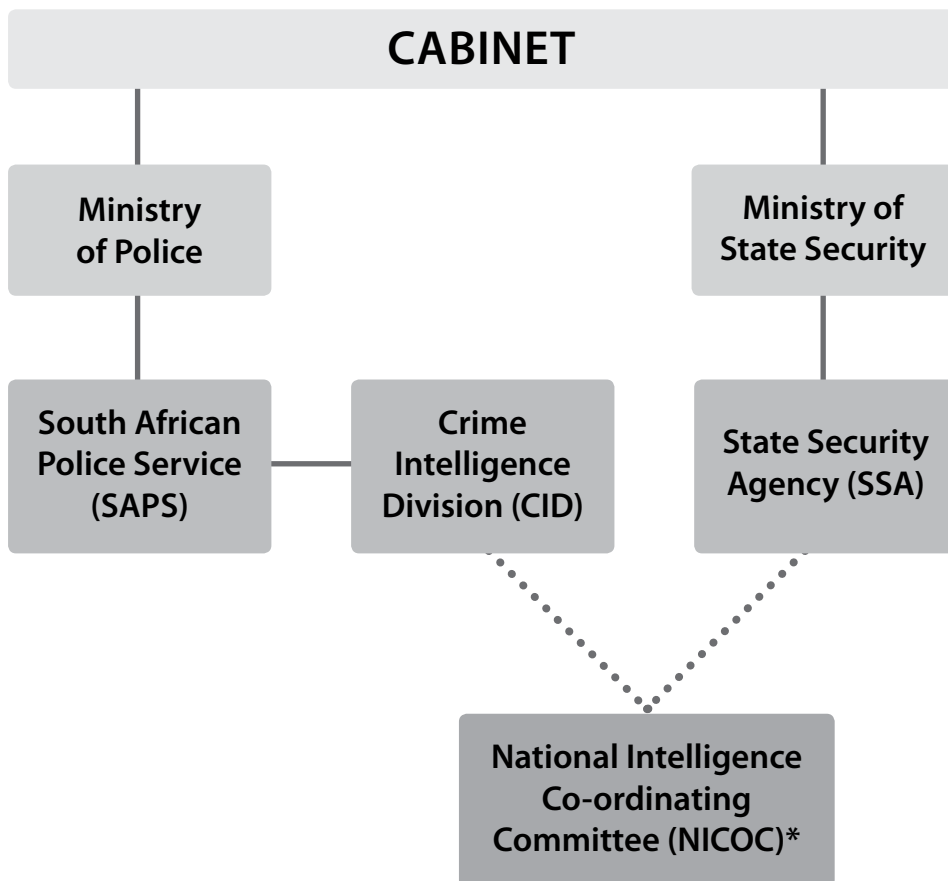 CABINET
Ministry
of Police
Ministry of
State Security
South African
Police Service
(SAPS)
Crime
Intelligence
Division (CID)
State Security
Agency (SSA)
National Intelligence
Co-ordinating
Committee (NICOC)*